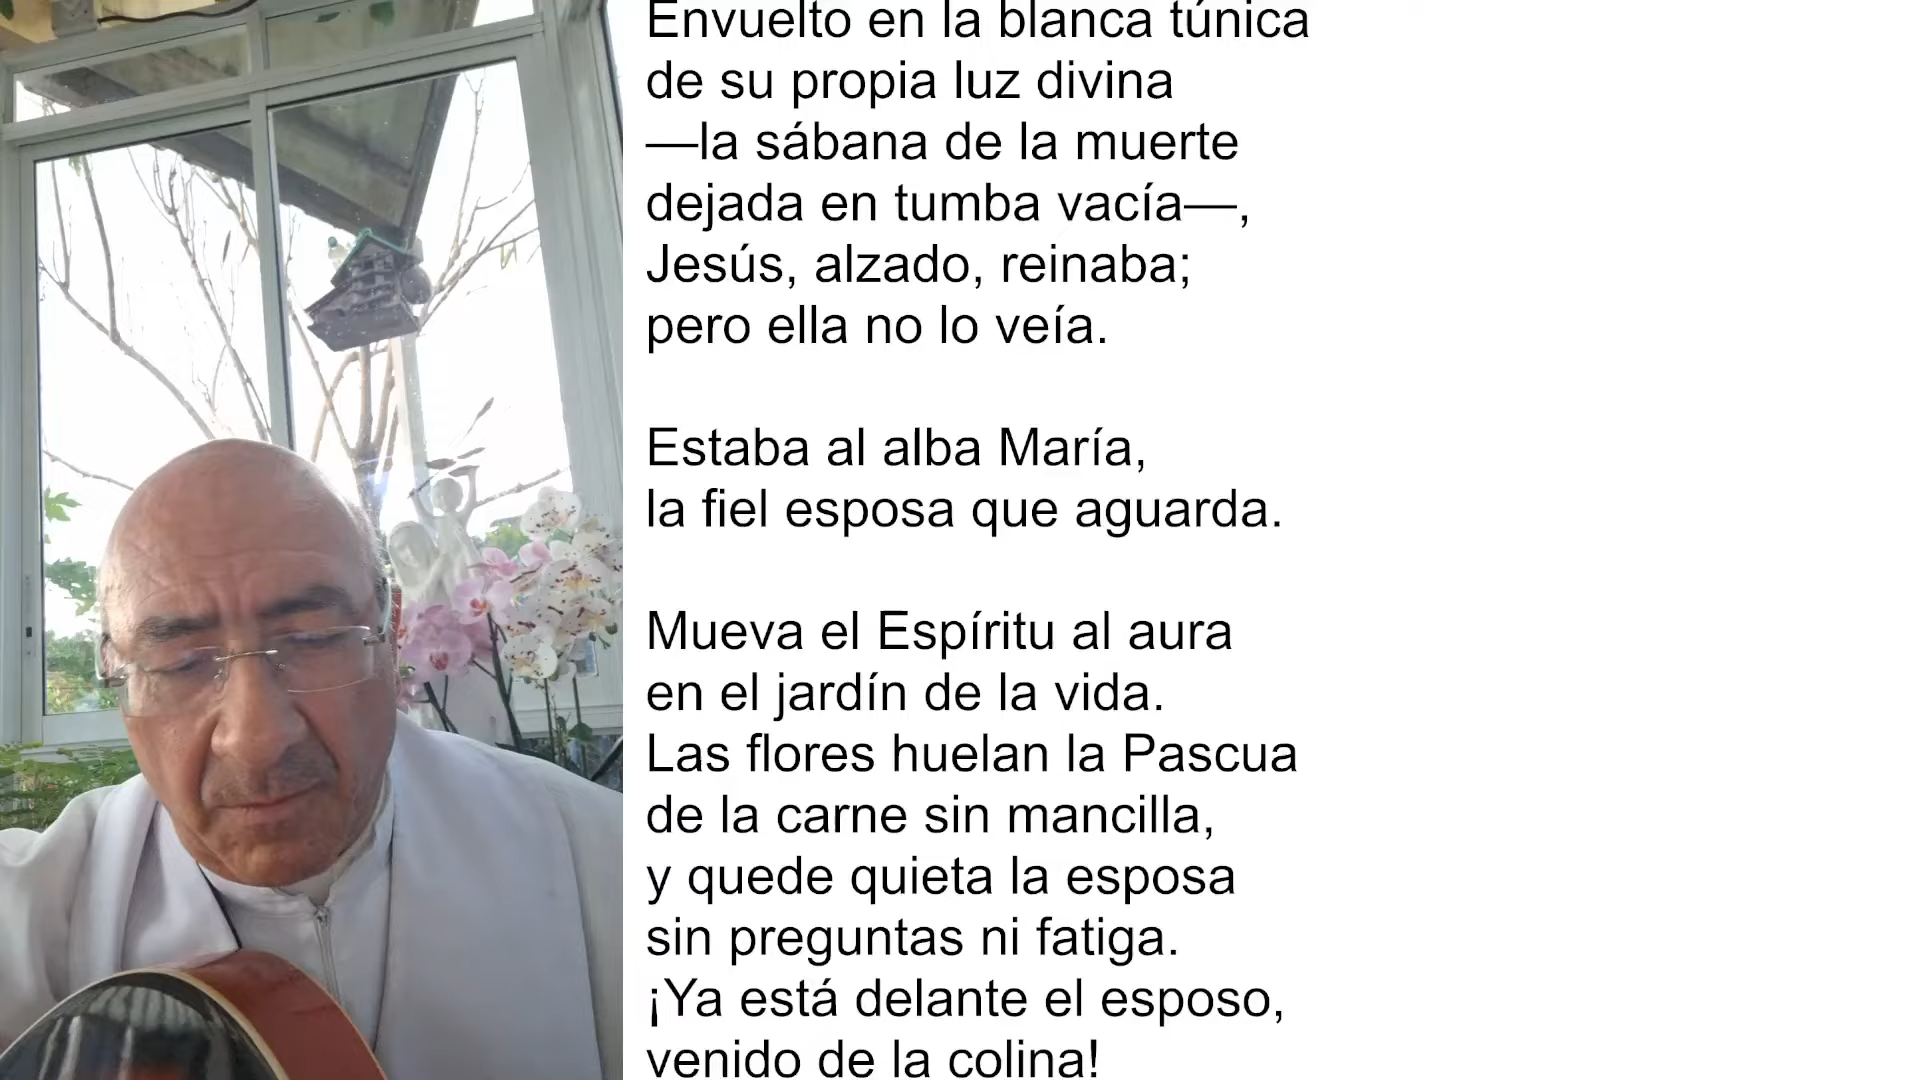 Envuelto en la blanca túnica
de su propia luz divina
—la sábana de la muerte
dejada en tumba vacía—,
Jesús, alzado, reinaba;
pero ella no lo veía.
Estaba al alba María,
la fiel esposa que aguarda.
Mueva el Espíritu al aura
en el jardín de la vida.
Las flores huelan la Pascua
de la carne sin mancilla,
y quede quieta la esposa
sin preguntas ni fatiga.
¡Ya está delante el esposo,
venido de la colina!